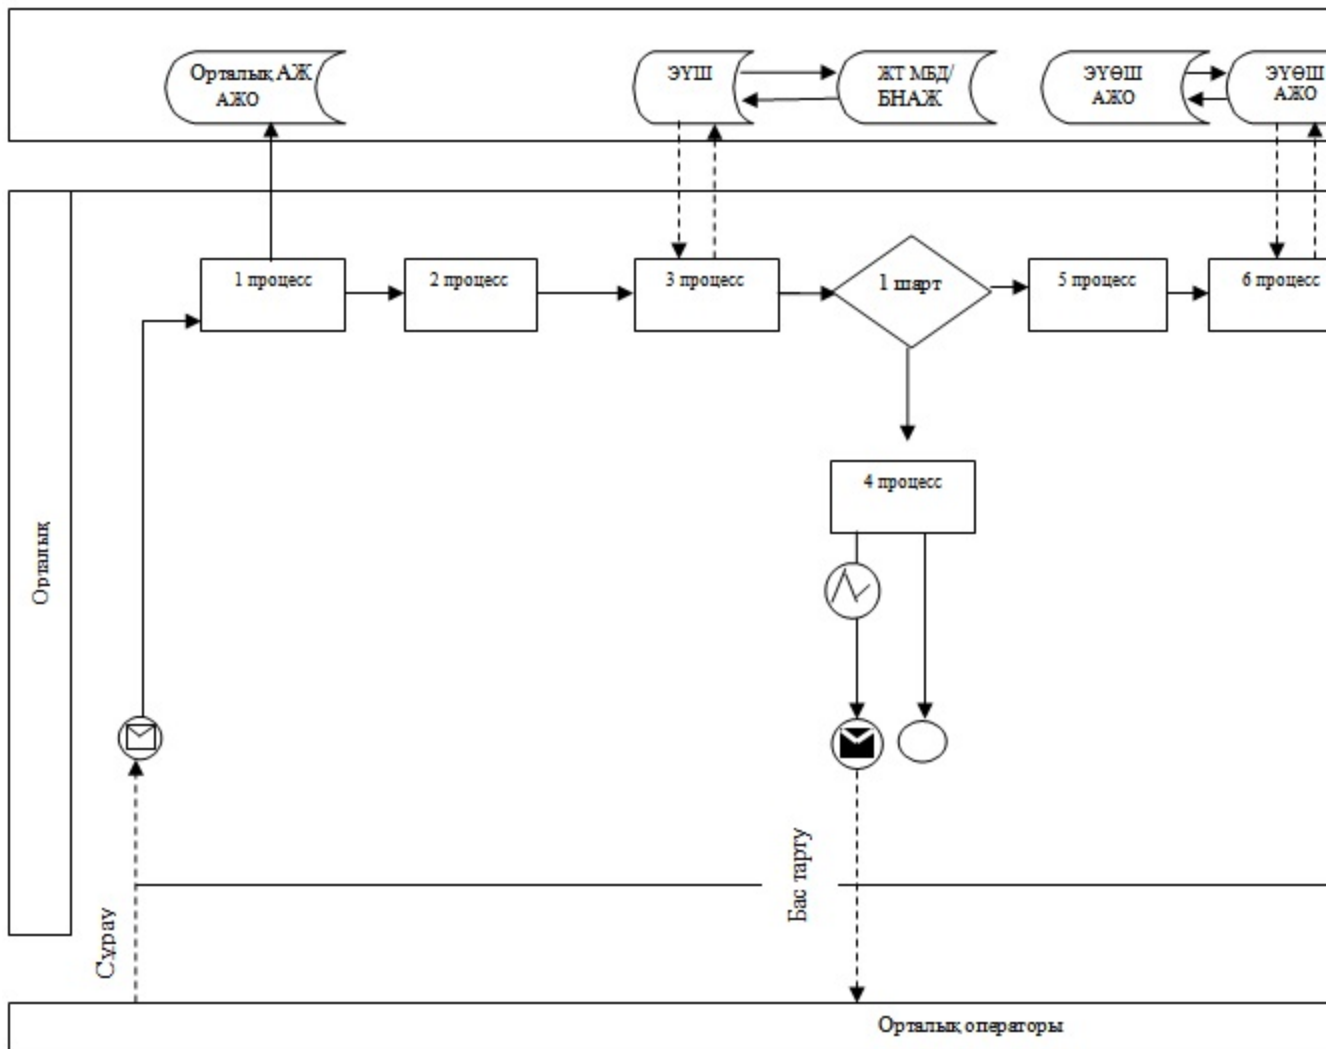 Орталық АЖ
АЖО
ЭҮШ
ЖТ МБД/
БНАЖ
ЭҮӨШ
АЖО
ЭҮӨШ
АЖО
1 процесс
2 процесс
3 процесс
1 шарт
5 процесс
6 процесс
4 процесс
Орталық
Бас тарту
Сұрау
Орталық операторы